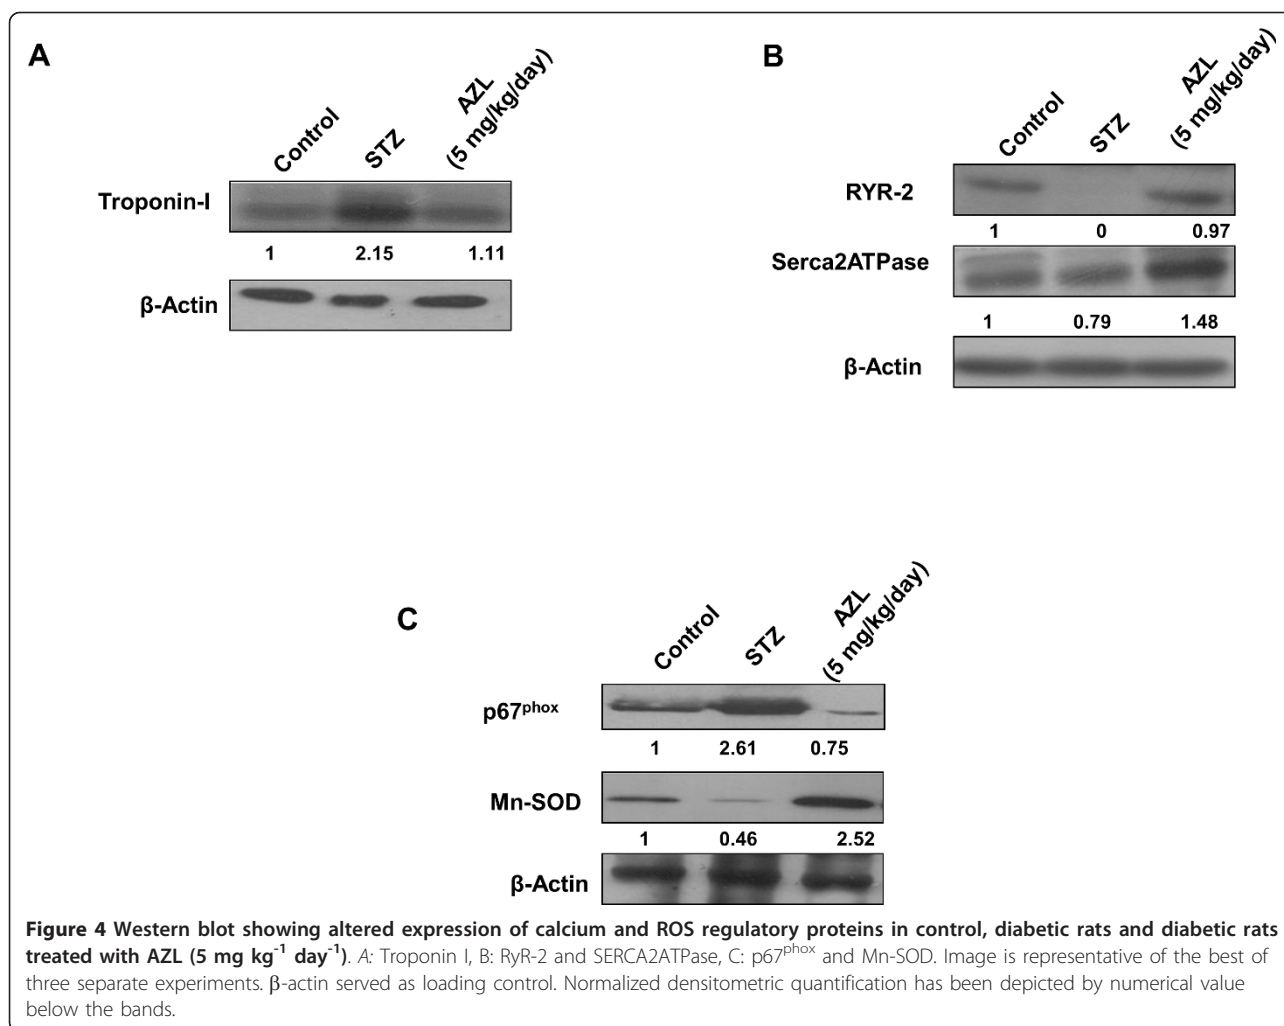 A
Control
STZ
AZL
(5 mg/kg/day)
Troponin-I
1 2.15 1.11
β-Actin
B
Control
STZ
AZL
(5 mg/kg/day)
RYR-2
1 0 0.97
Serca2ATPase
1 0.79 1.48
β-Actin
C
Control
STZ
AZL
(5 mg/kg/day)
p67phox
1 2.61 0.75
Mn-SOD
1 0.46 2.52
β-Actin
Figure 4 Western blot showing altered expression of calcium and ROS regulatory proteins in control, diabetic rats and diabetic rats
treated with AZL (5 mg kg-1 day-1). A: Troponin I, B: RyR-2 and SERCA2ATPase, C: p67phox and Mn-SOD. Image is representative of the best of
three separate experiments. β-actin served as loading control. Normalized densitometric quantification has been depicted by numerical value
below the bands.